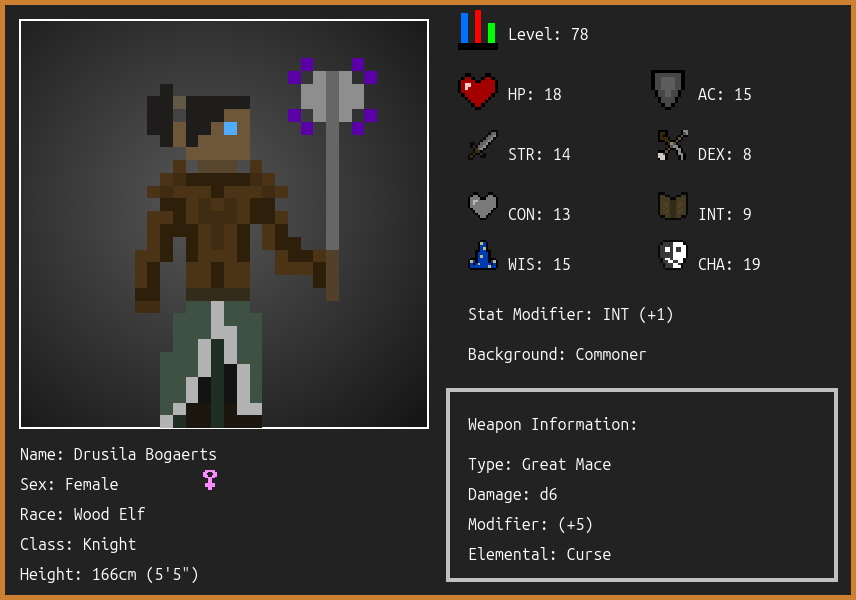 Level: 78
HP: 18
AC: 15
STR: 14
DEX: 8
CON: 13
INT: 9
WIS: 15
CHA: 19
Stat Modifier: INT (+1)
Background: Commoner
Weapon Information:
Type: Great Mace
Damage: d6
Modifier: (+5)
Elemental: Curse
Name: Drusila Bogaerts
Sex: Female
Race: Wood Elf
Class: Knight
Height: 166cm (5'5")